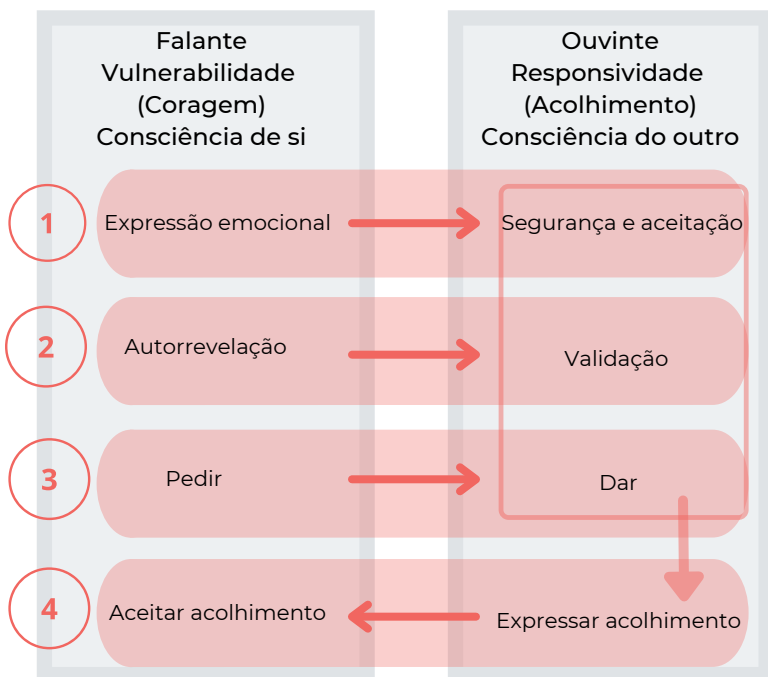 Falante
Vulnerabilidade
(Coragem)
Consciência de si
Ouvinte
Responsividade
(Acolhimento)
Consciência do outro
1
Expressão emocional
Segurança e aceitação
2
Autorrevelação
Validação
3
Pedir
Dar
4
Aceitar acolhimento
Expressar acolhimento